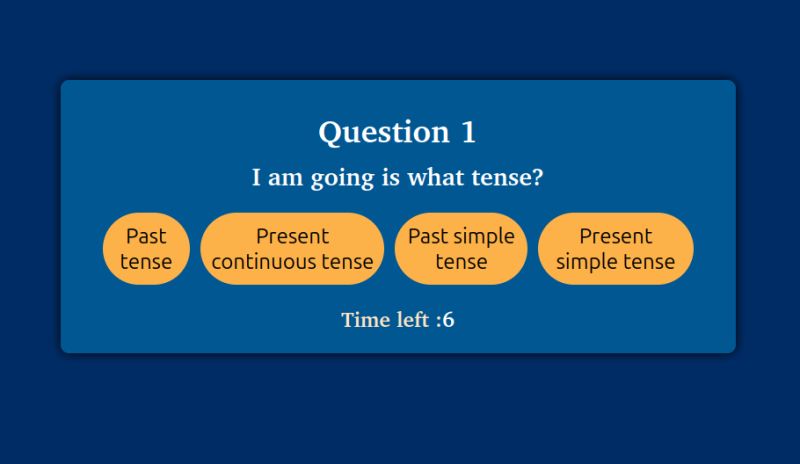 Question 1
I am going is what tense?
Past
tense
Present
continuous tense
Past simple
tense
Present
simple tense
Time left :6